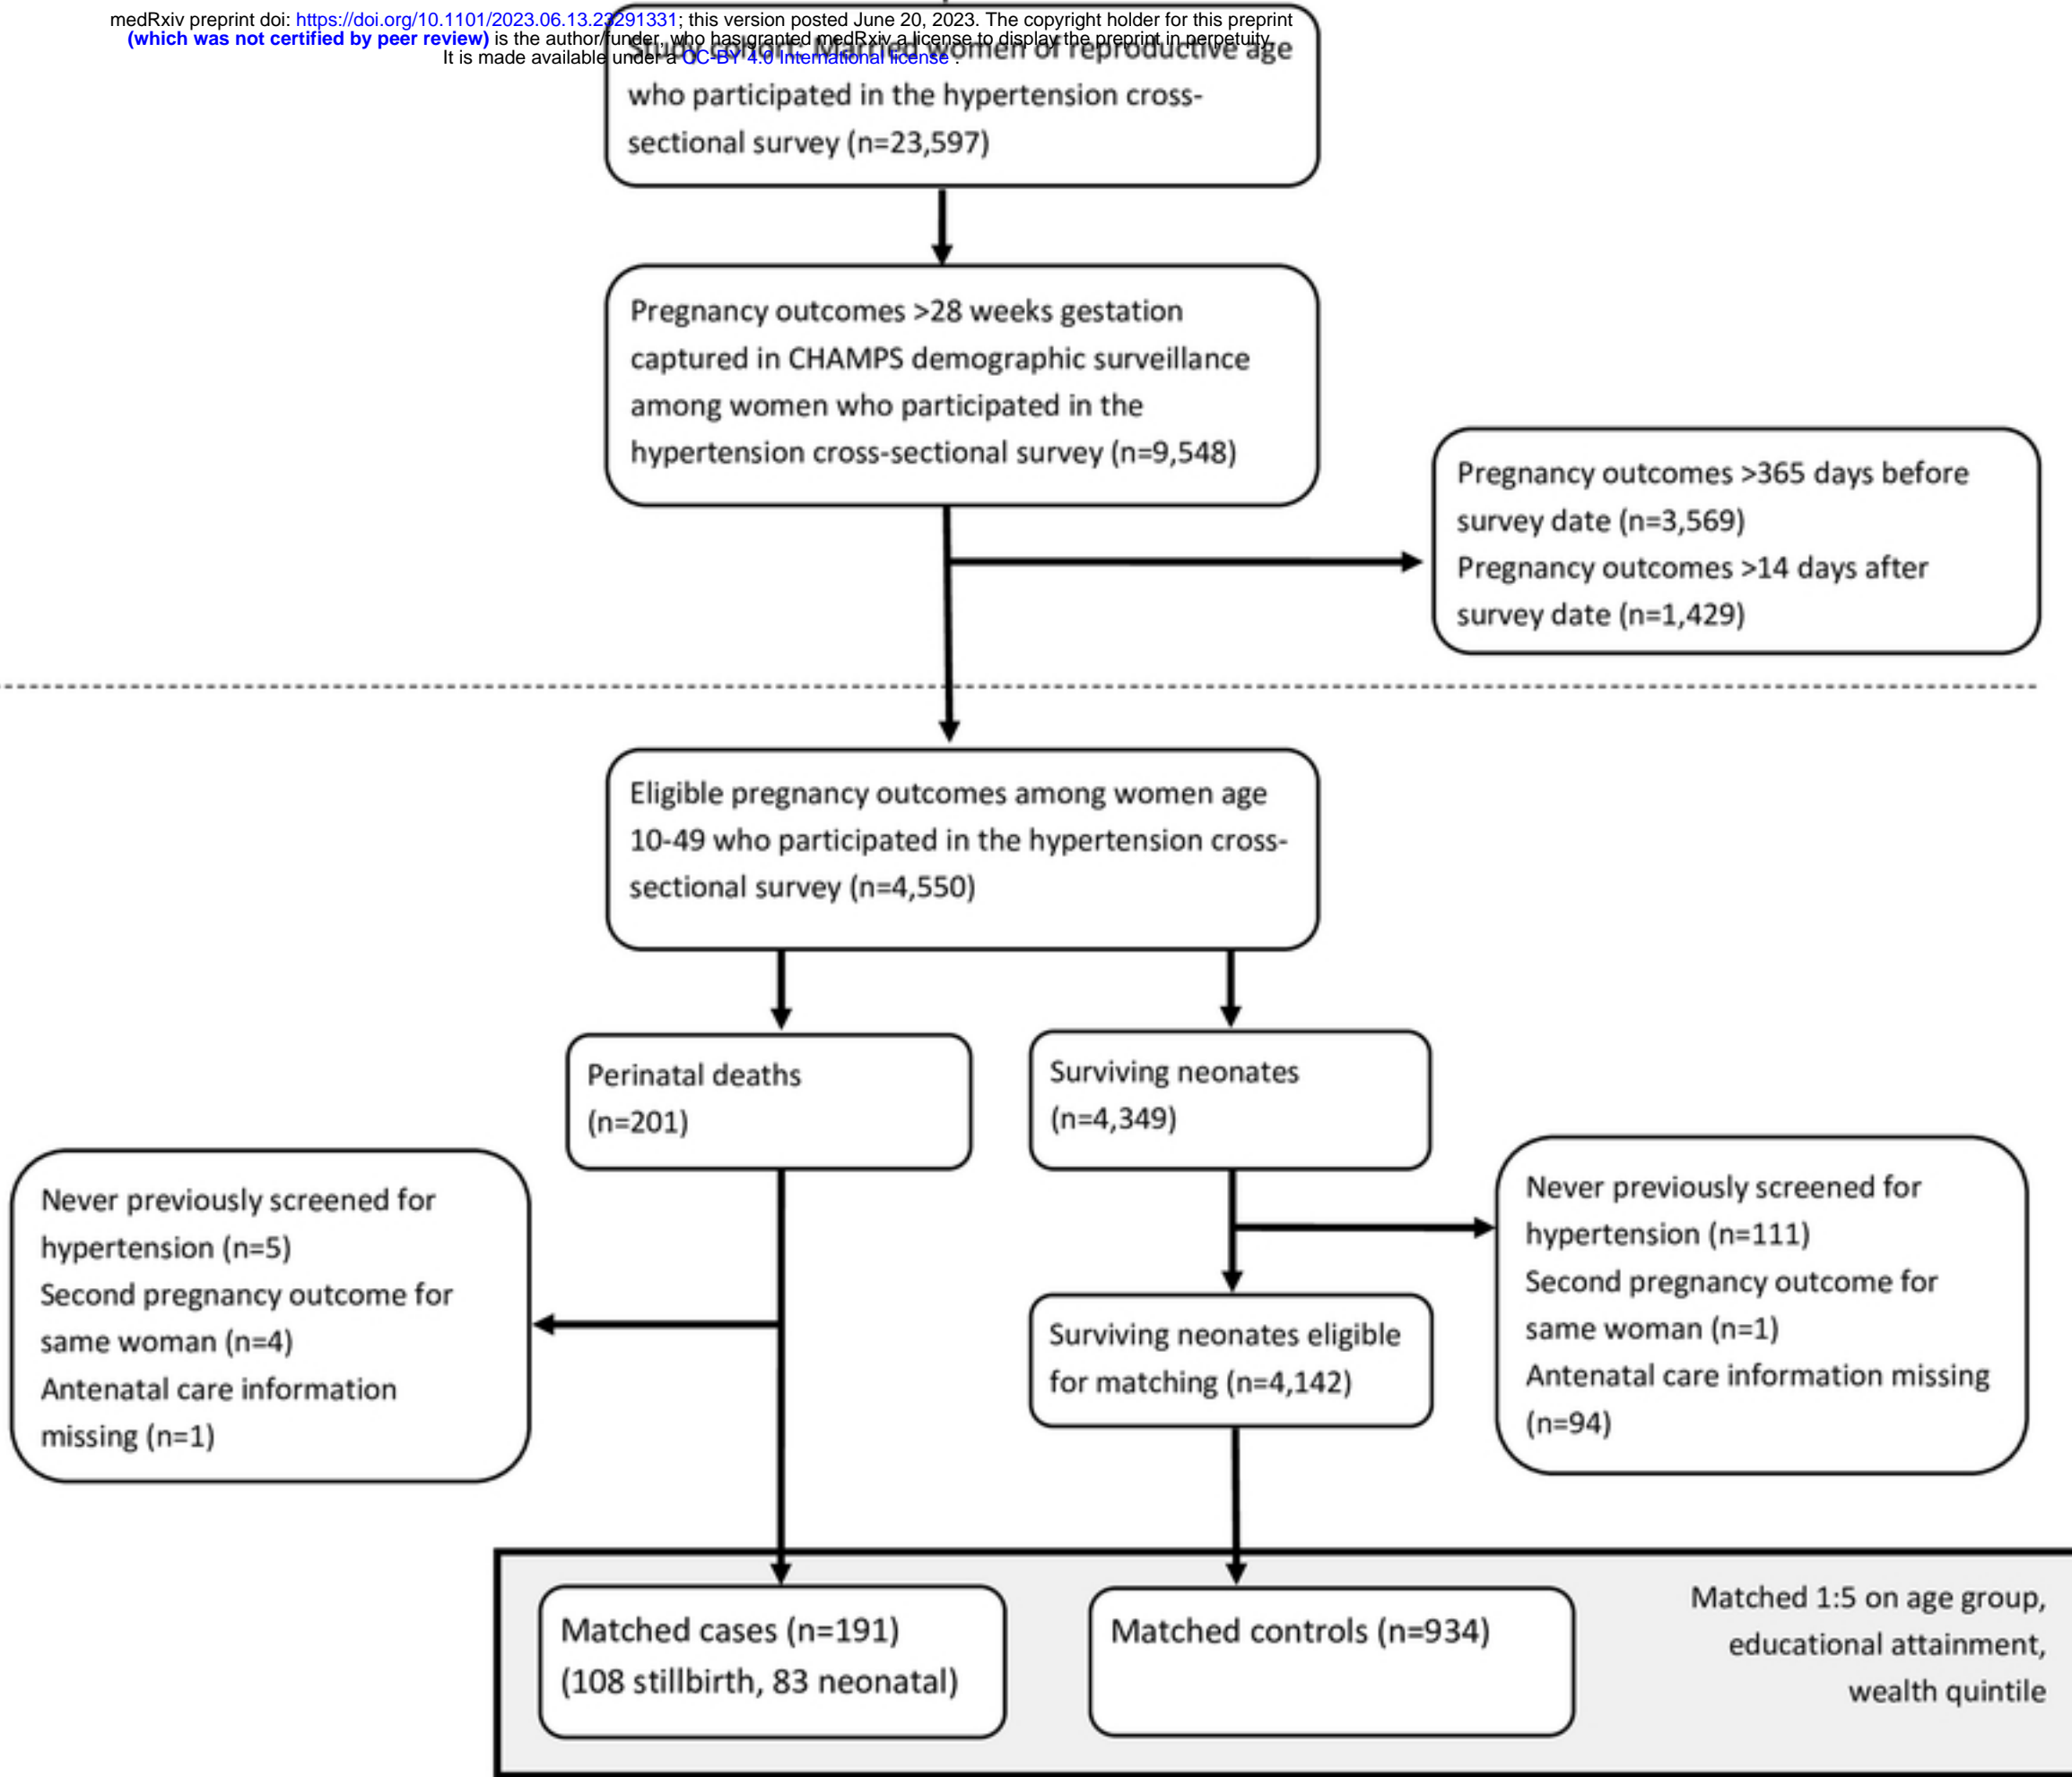 medRxiv preprint doi: https://doi.org/10.1101/2023.06.13.23291331; this version posted June 20, 2023. The copyright holder for this preprint
(which was not certified by peer review) is the author/funder, who has granted medRxiv a license to display the preprint in perpetuity.
It is made available under a CC-BY 4.0 International license .
Study cohort: Married women of reproductive age
who participated in the hypertension cross-
sectional survey (n=23,597)
Pregnancy outcomes >28 weeks gestation
captured in CHAMPS demographic surveillance
among women who participated in the
hypertension cross-sectional survey (n=9,548)
Pregnancy outcomes >365 days before
survey date (n=3,569)
Pregnancy outcomes >14 days after
survey date (n=1,429)
Eligible pregnancy outcomes among women age
10-49 who participated in the hypertension cross-
sectional survey (n=4,550)
Perinatal deaths
(n=201)
Surviving neonates
(n=4,349)
Never previously screened for
hypertension (n=5)
Second pregnancy outcome for
same woman (n=4)
Antenatal care information
missing (n=1)
Never previously screened for
hypertension (n=111)
Second pregnancy outcome for
same woman (n=1)
Antenatal care information missing
(n=94)
Surviving neonates eligible
for matching (n=4,142)
Matched cases (n=191)
(108 stillbirth, 83 neonatal)
Matched controls (n=934)
Matched 1:5 on age group,
educational attainment,
wealth quintile